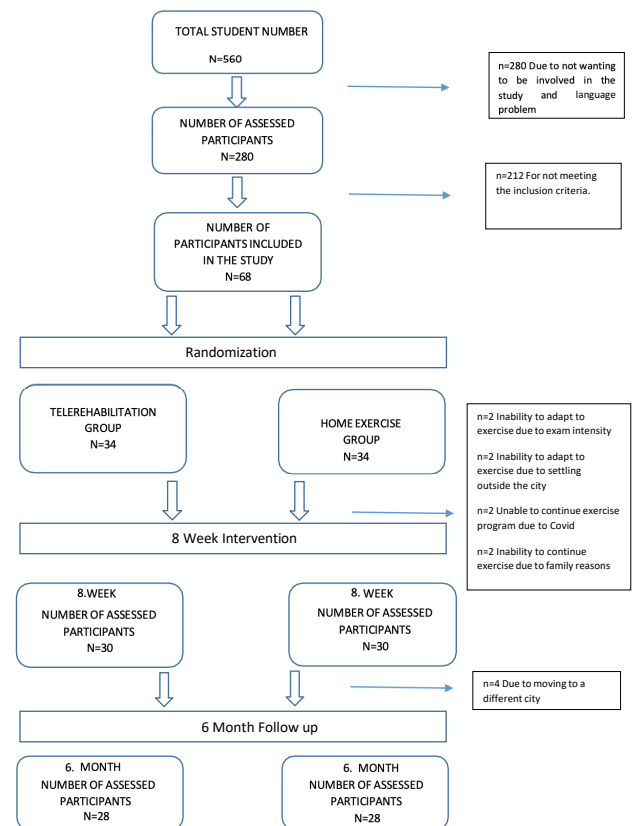 TOTAL STUDENT NUMBER
N=560
n=280 Due to not wanting
to be involved in the
study and language
problem
NUMBER OF ASSESSED
PARTICIPANTS
N=280
n=212 For not meeting
the inclusion criteria.
NUMBER OF
PARTICIPANTS INCLUDED
IN THE STUDY
N=68
Randomization
TELEREHABILITATION
GROUP
N=34
HOME EXERCISE
GROUP
N=34
n=2 Inability to adapt to
exercise due to exam intensity
n=2 Inability to adapt to
exercise due to settling
outside the city
n=2 Unable to continue exercise
program due to Covid
n=2 Inability to continue
exercise due to family reasons
8 Week Intervention
8.WEEK
NUMBER OF ASSESSED
PARTICIPANTS
N=30
8. WEEK
NUMBER OF ASSESSED
PARTICIPANTS
N=30
n=4 Due to moving to a
different city
6 Month Follow up
6. MONTH
NUMBER OF ASSESSED
PARTICIPANTS
N=28
6. MONTH
NUMBER OF ASSESSED
PARTICIPANTS
N=28